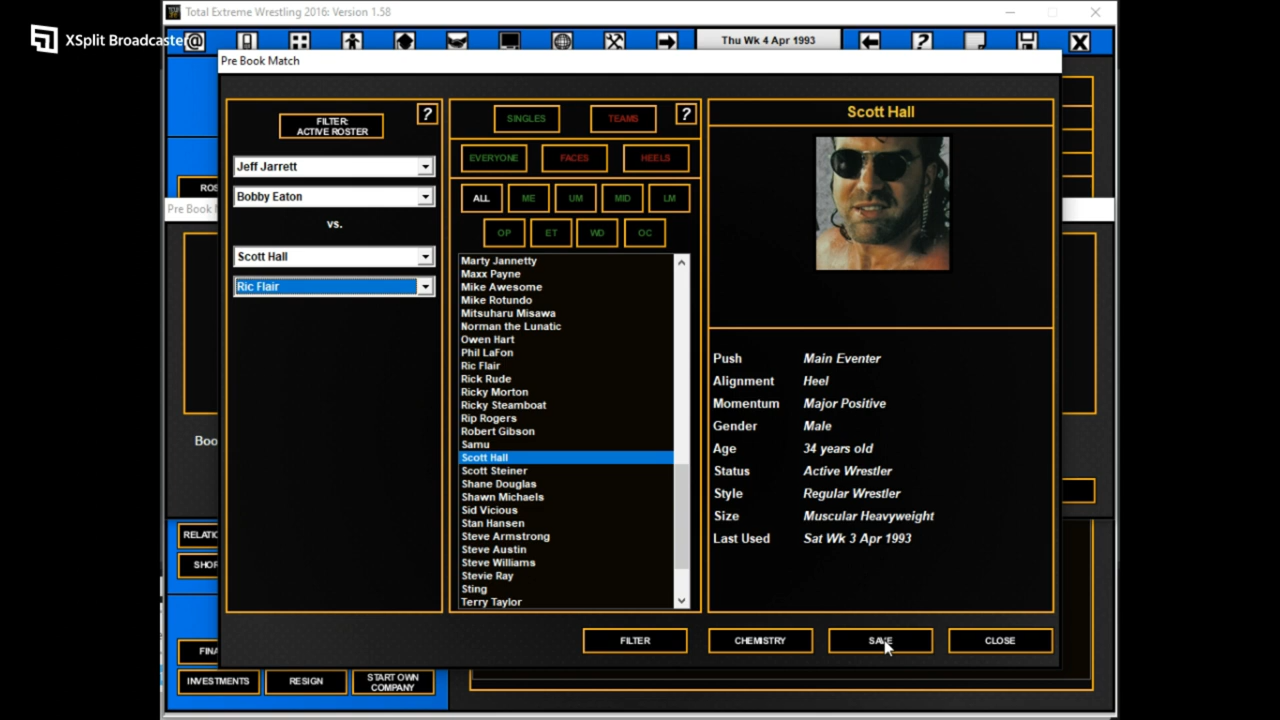 XSplit Broadcaster
Total Extreme Wrestling 2016: Version 1.58
Thu Wk 4 Apr 1993
Pre Book Match
FILTER:
ACTIVE ROSTER
?
Jeff Jarrett
Bobby Eaton
vs.
Scott Hall
Ric Flair
SINGLES
TEAMS
?
EVERYONE
FACES
HEELS
ALL
ME
UM
MID
LM
OP
ET
WD
OC
Marty Jannetty
Maxx Payne
Mike Awesome
Mike Rotundo
Mitsuharu Misawa
Norman the Lunatic
Owen Hart
Phil LaFon
Ric Flair
Rick Rude
Ricky Morton
Ricky Steamboat
Rip Rogers
Robert Gibson
Samu
Scott Hall
Scott Steiner
Shane Douglas
Shawn Michaels
Sid Vicious
Stan Hansen
Steve Armstrong
Steve Austin
Steve Williams
Stevie Ray
Sting
Terry Taylor
Scott Hall
Push Main Eventer
Alignment Heel
Momentum Major Positive
Gender Male
Age 34 years old
Status Active Wrestler
Style Regular Wrestler
Size Muscular Heavyweight
Last Used Sat Wk 3 Apr 1993
FILTER
CHEMISTRY
SAVE
CLOSE
ROS
Pre Book M
Boo
RELATIO
SHOR
FINA
INVESTMENTS
RESIGN
START OWN
COMPANY